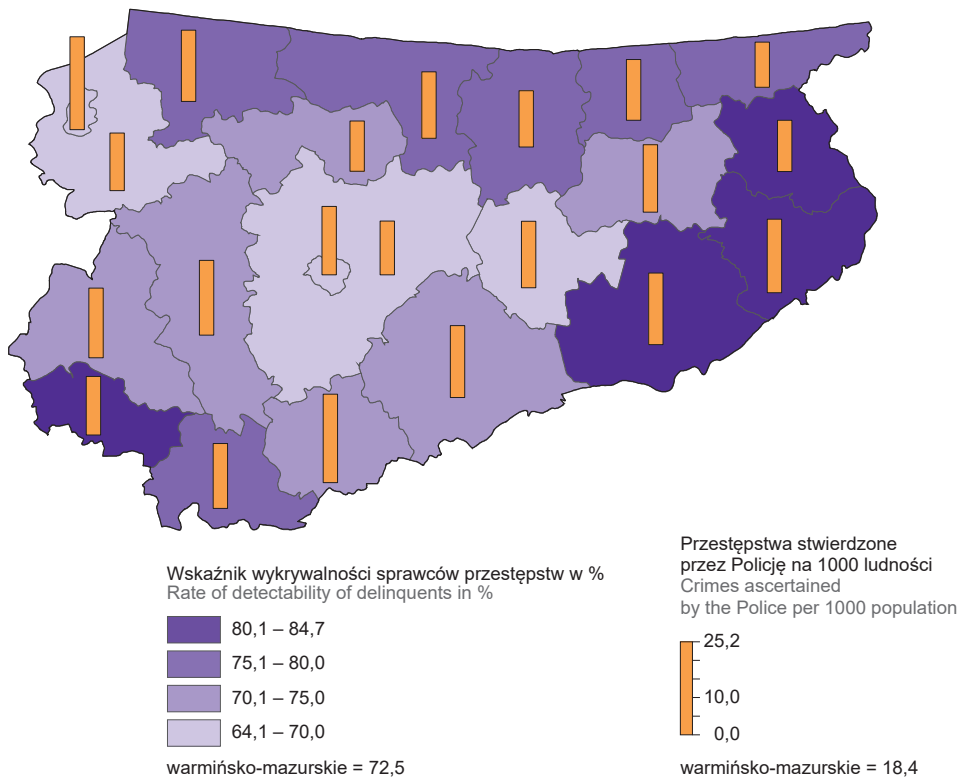 Wskaźnik wykrywalności sprawców przestępstw w %
Rate of detectability of delinquents in %
80,1 – 84,7
75,1 – 80,0
70,1 – 75,0
64,1 – 70,0
warmińsko-mazurskie = 72,5
Przestępstwa stwierdzone
przez Policję na 1000 ludności
Crimes ascertained
by the Police per 1000 population
25,2
10,0
0,0
warmińsko-mazurskie = 18,4